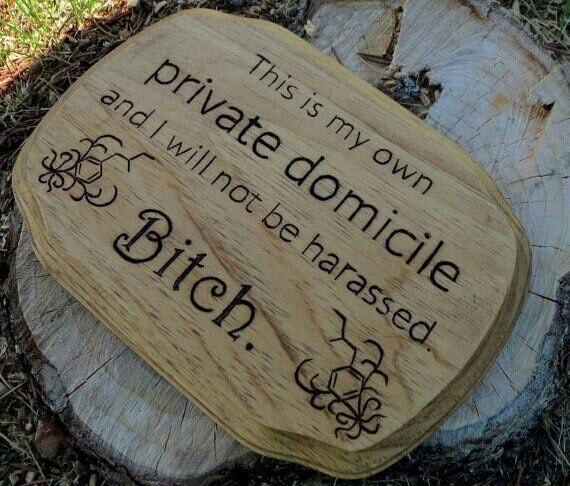 This is my own
private domicile
and I will not be harassed.
Bitch.